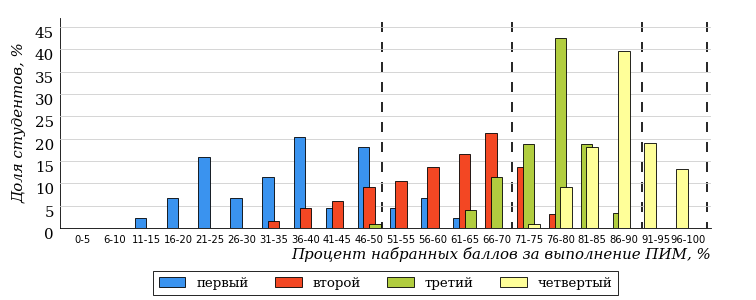 Доля студентов, %
45
40
35
30
25
20
15
10
5
0
0-5 6-10 11-15 16-20 21-25 26-30 31-35 36-40 41-45 46-50 51-55 56-60 61-65 66-70 71-75 76-80 81-85 86-90 91-95 96-100
Процент набранных баллов за выполнение ПИМ, %
первый второй третий четвертый